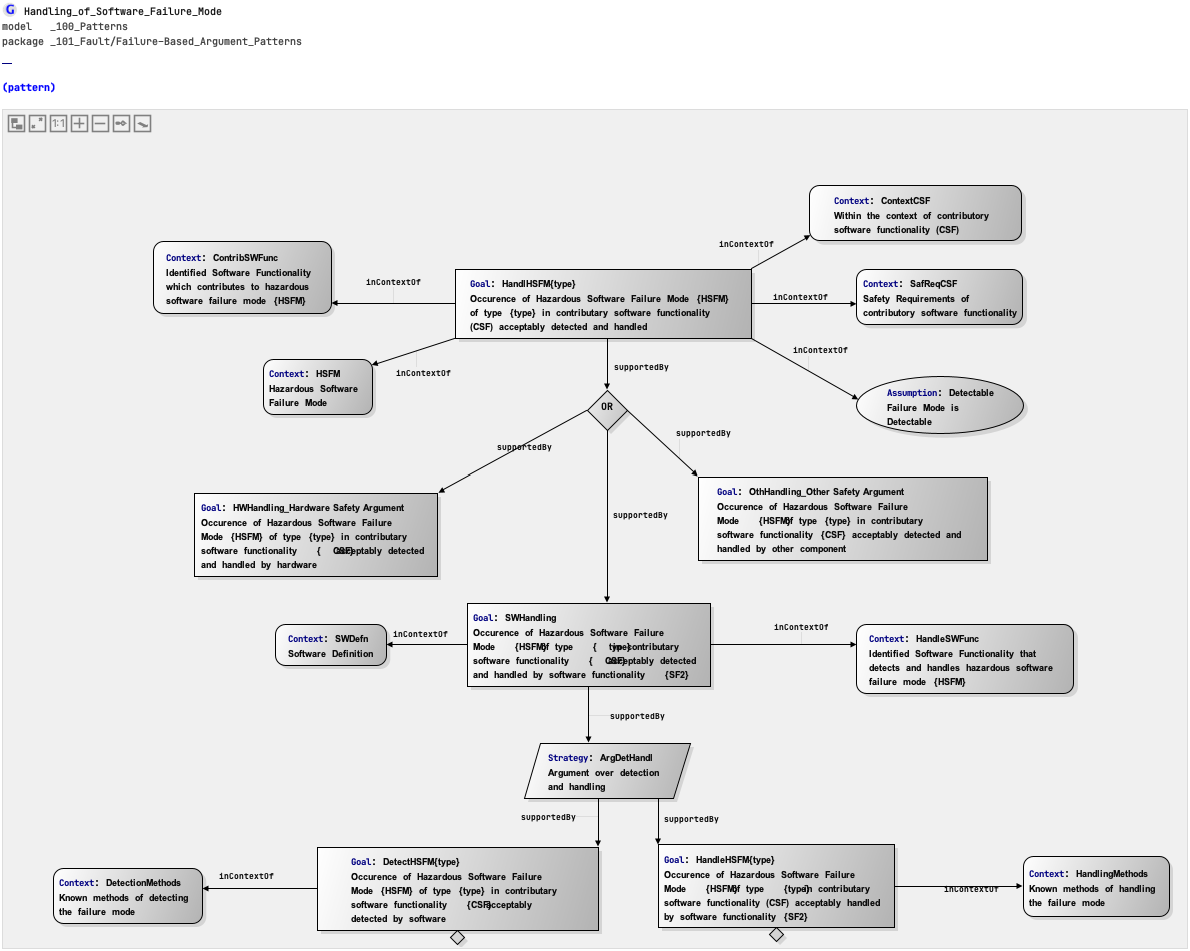 G Handling_of_Software_Failure_Mode
model _100_Patterns
package _101_Fault/Failure-Based_Argument_Patterns
(pattern)
1:1
Context: ContextCSF
Within the context of contributory
software functionality (CSF)
inContextOf
Context: ContribSWFunc
Identified Software Functionality
which contributes to hazardous
software failure mode {HSFM}
inContextOf
Goal: HandlHSFM{type}
Occurence of Hazardous Software Failure Mode {HSFM}
of type {type} in contributary software functionality
(CSF) acceptably detected and handled
inContextOf
Context: SafReqCSF
Safety Requirements of
contributory software functionality
Context: HSFM
Hazardous Software
Failure Mode
inContextOf
supportedBy
inContextOf
Assumption: Detectable
Failure Mode is
Detectable
OR
supportedBy
supportedBy
supportedBy
Goal: HWHandling_Hardware Safety Argument
Occurence of Hazardous Software Failure
Mode {HSFM} of type {type} in contributary
software functionality {CSF} acceptably detected
and handled by hardware
Goal: OthHandling_Other Safety Argument
Occurence of Hazardous Software Failure
Mode {HSFM} of type {type} in contributary
software functionality {CSF} acceptably detected and
handled by other component
Context: SWDefn
Software Definition
inContextOf
Goal: SWHandling
Occurence of Hazardous Software Failure
Mode {HSFM} of type {type} in contributary
software functionality {CSF} acceptably detected
and handled by software functionality {SF2}
inContextOf
Context: HandleSWFunc
Identified Software Functionality that
detects and handles hazardous software
failure mode {HSFM}
supportedBy
Strategy: ArgDetHandl
Argument over detection
and handling
supportedBy
supportedBy
Context: DetectionMethods
Known methods of detecting
the failure mode
inContextOf
Goal: DetectHSFM{type}
Occurence of Hazardous Software Failure
Mode {HSFM} of type {type} in contributary
software functionality {CSF} acceptably
detected by software
Goal: HandleHSFM{type}
Occurence of Hazardous Software Failure
Mode {HSFM} of type {type} in contributary
software functionality (CSF) acceptably handled
by software functionality {SF2}
inContextOf
Context: HandlingMethods
Known methods of handling
the failure mode